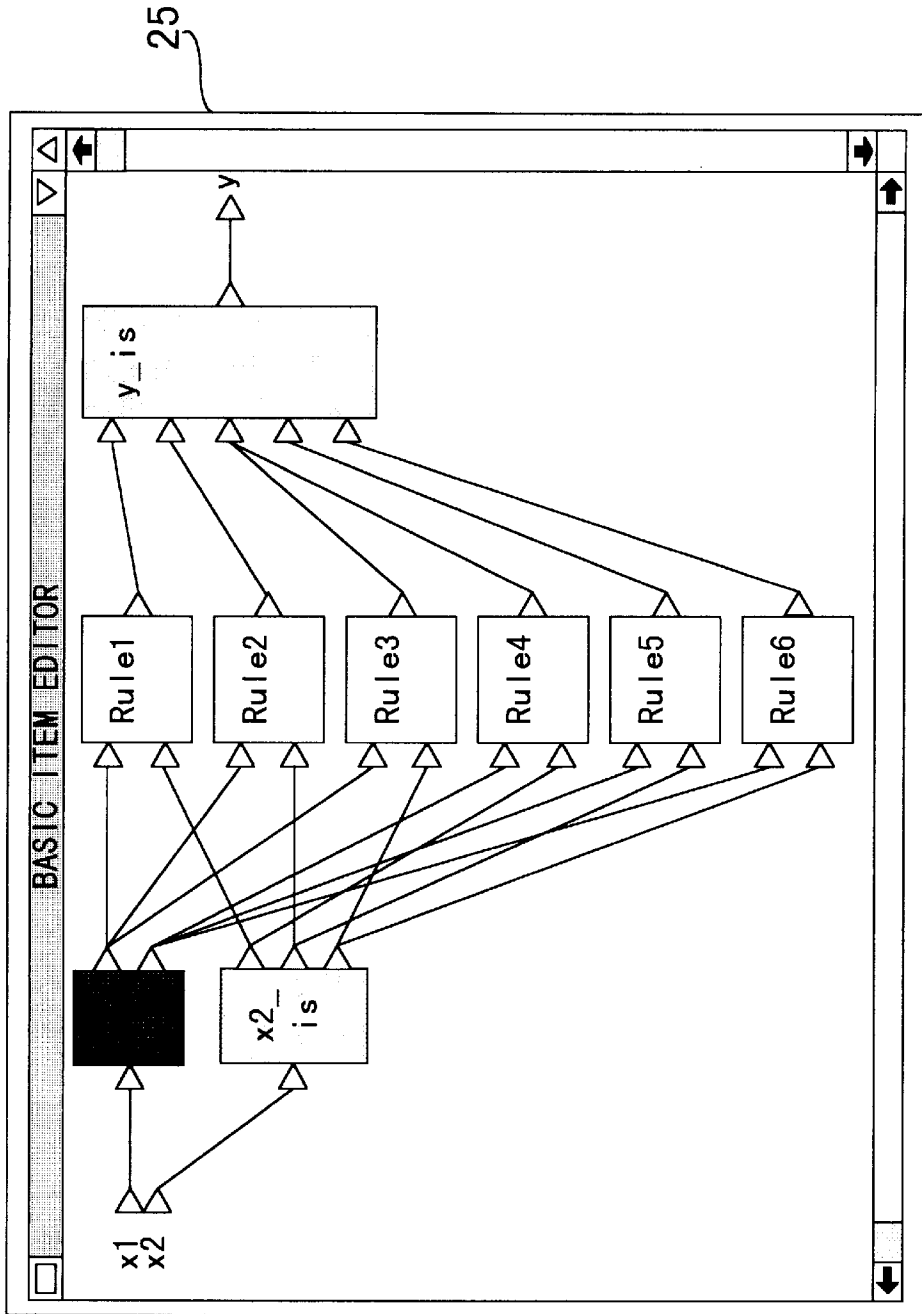 25
BASIC ITEM EDITOR
x1
x2
x2_
is
Rule1
Rule2
Rule3
Rule4
Rule5
Rule6
y_is
y